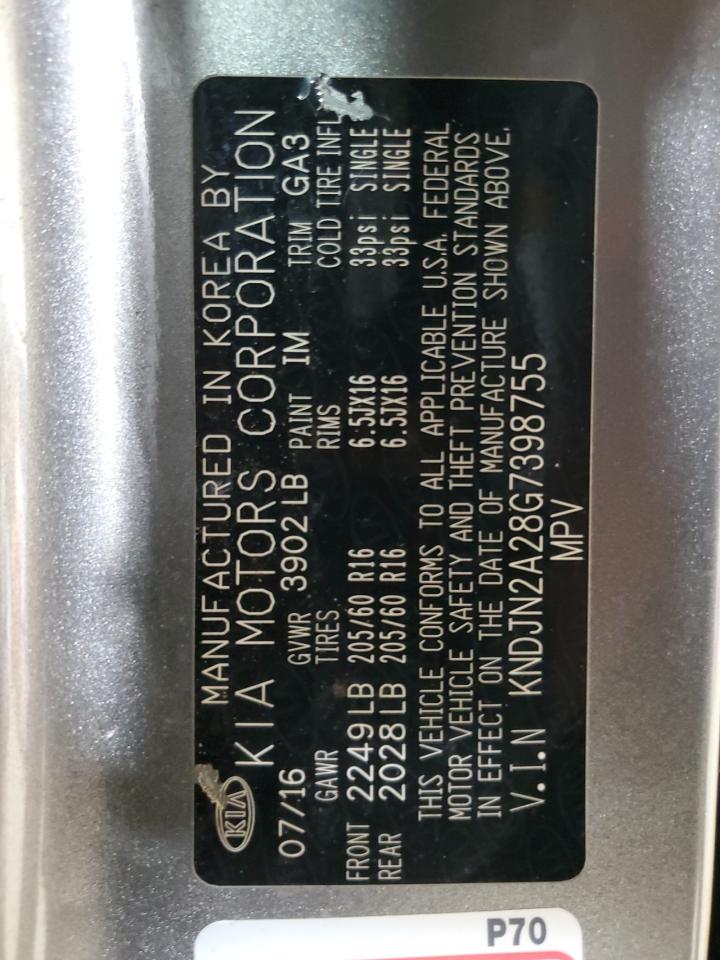 KIA
MANUFACTURED IN KOREA BY
KIA MOTORS CORPORATION
07/16 GVWR 3902 LB PAINT IM TRIM GA3
GAWR TIRES RIMS COLD TIRE INFL
FRONT 2249 LB 205/60 R16 6.5JX16 33psi SINGLE
REAR 2028 LB 205/60 R16 6.5JX16 33psi SINGLE
THIS VEHICLE CONFORMS TO ALL APPLICABLE U.S.A. FEDERAL
MOTOR VEHICLE SAFETY AND THEFT PREVENTION STANDARDS
IN EFFECT ON THE DATE OF MANUFACTURE SHOWN ABOVE.
V.I.N KNDJN2A28G7398755
MPV
P70